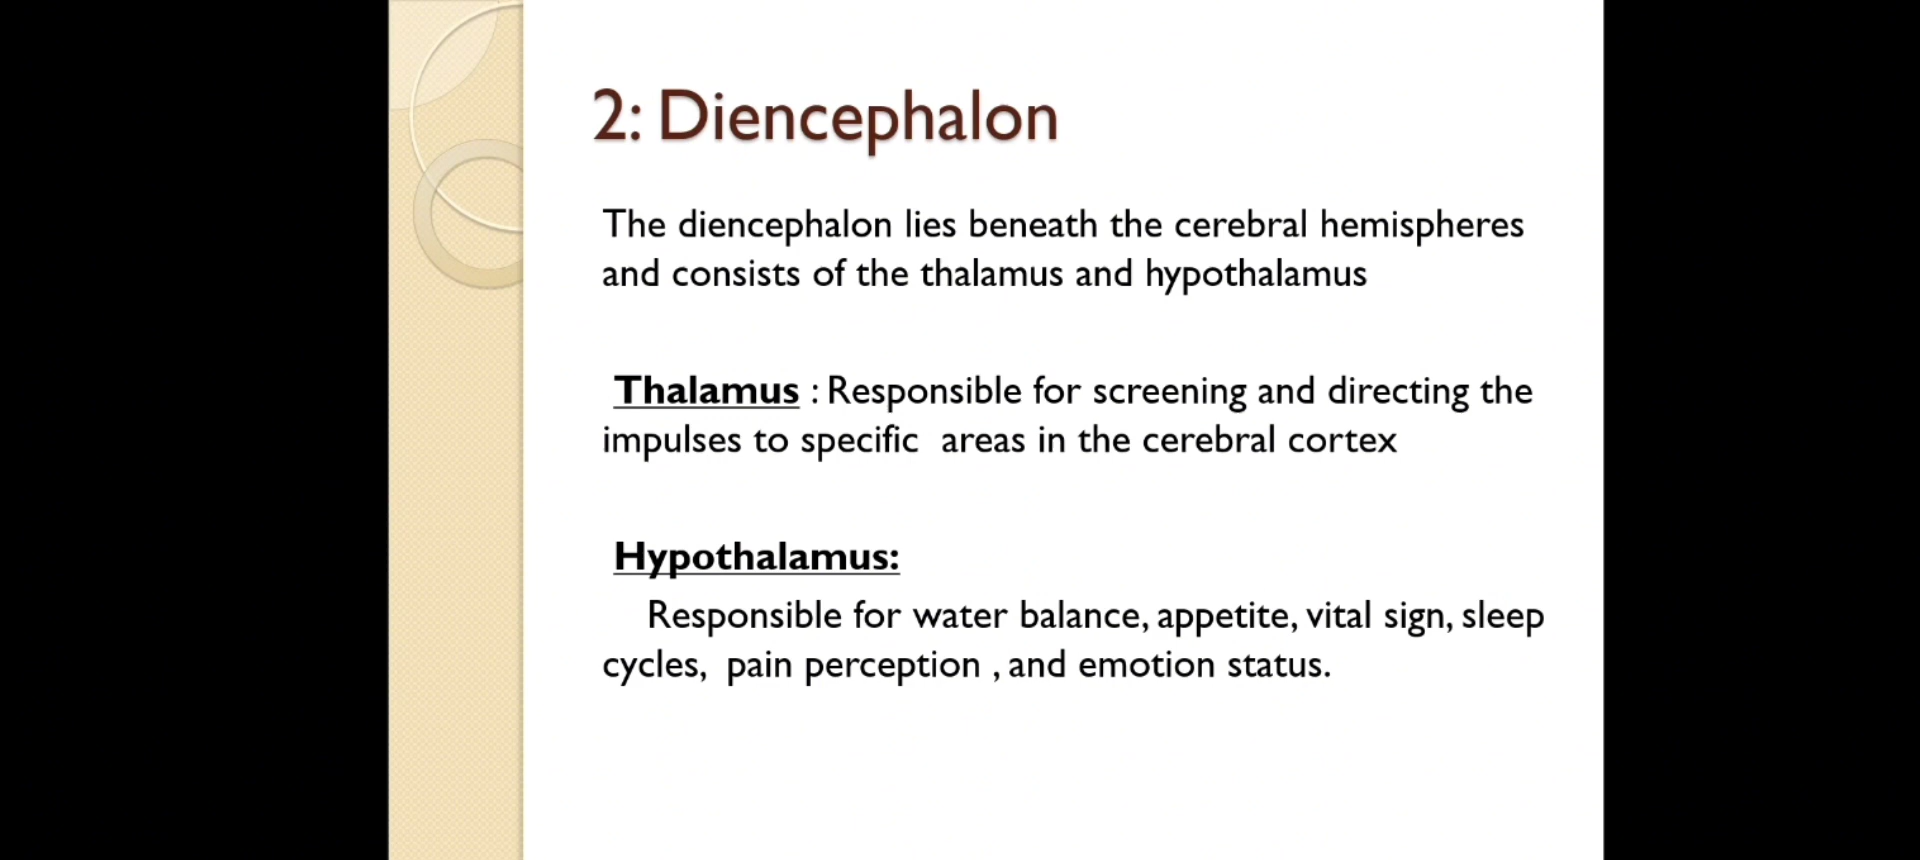 2: Diencephalon
The diencephalon lies beneath the cerebral hemispheres
and consists of the thalamus and hypothalamus
Thalamus : Responsible for screening and directing the
impulses to specific  areas in the cerebral cortex
Hypothalamus:
Responsible for water balance, appetite, vital sign, sleep
cycles,  pain perception , and emotion status.